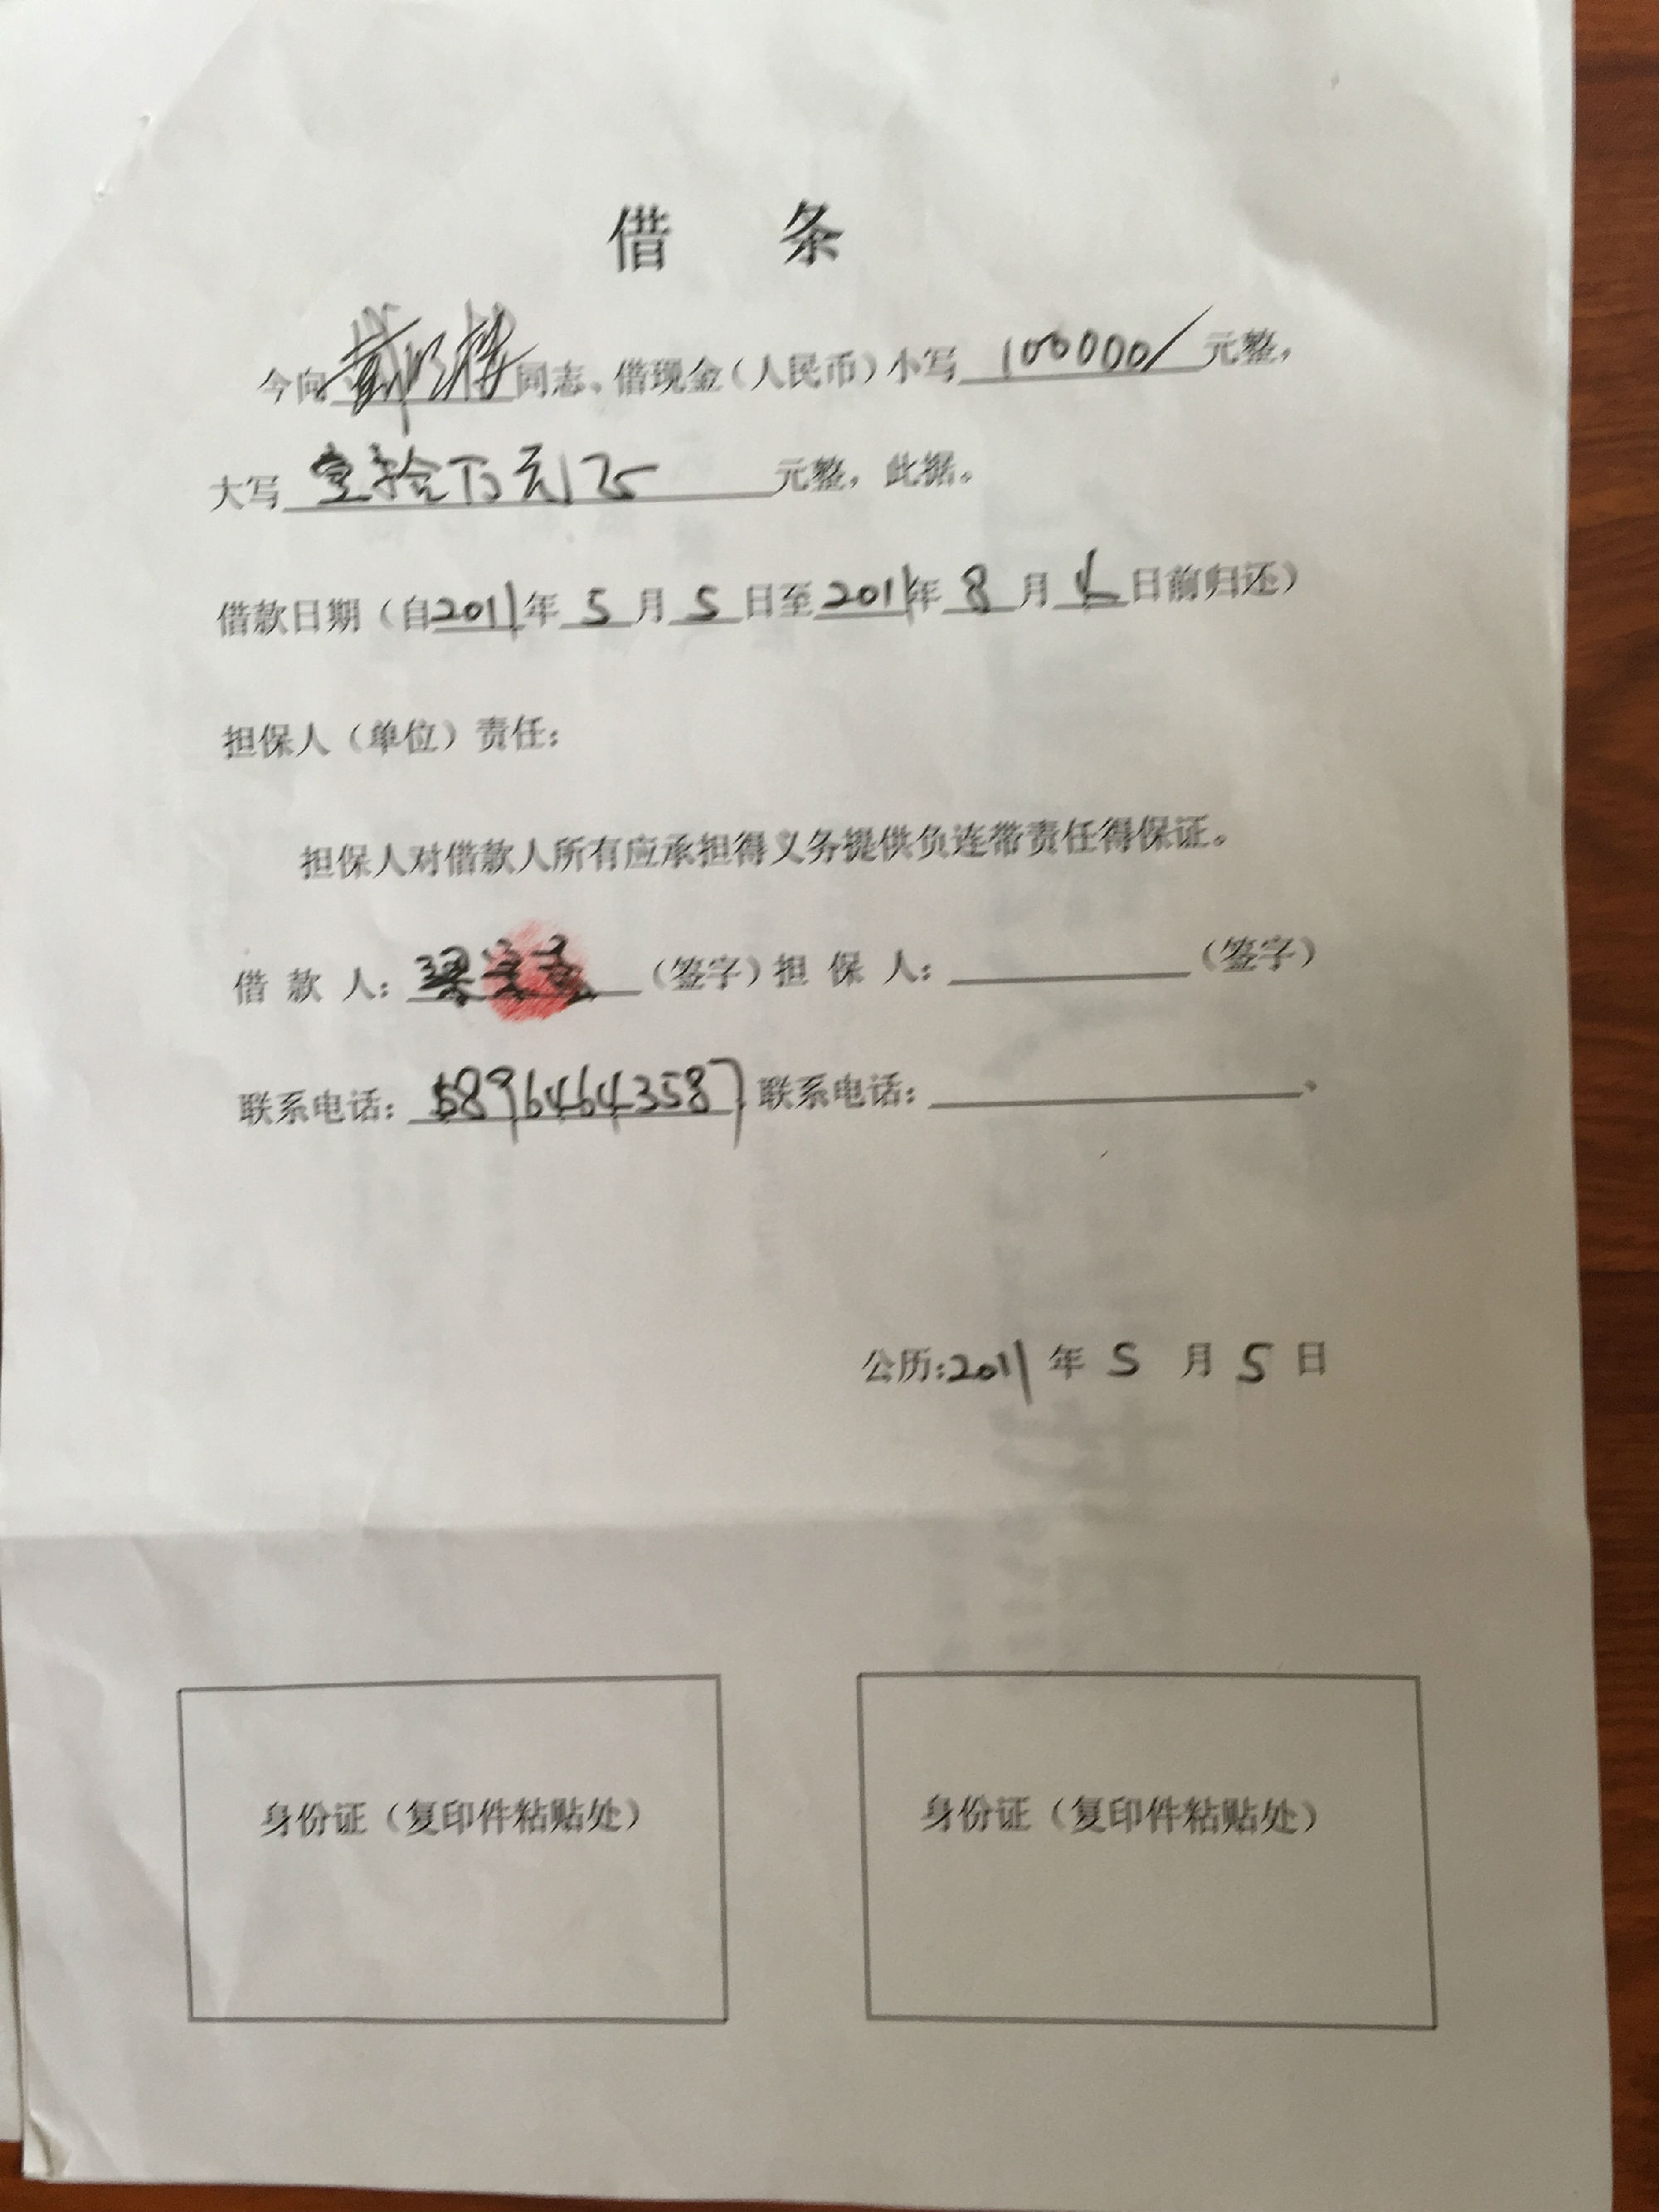 借 条
今向 同志、借现金(人民币)小写 100000/ 元整,
大写 壹拾万元 元整,此据。
借款日期(自2011年 5 月 5 日至2011年 8 月 4 日前归还)
担保人(单位)责任:
担保人对借款人所有应承担得义务提供负连带责任得保证。
借 款 人: (签字)担 保 人: (签字)
联系电话: 联系电话: 。
公历:2011 年 5 月 5 日
身份证(复印件粘贴处) 身份证(复印件粘贴处)